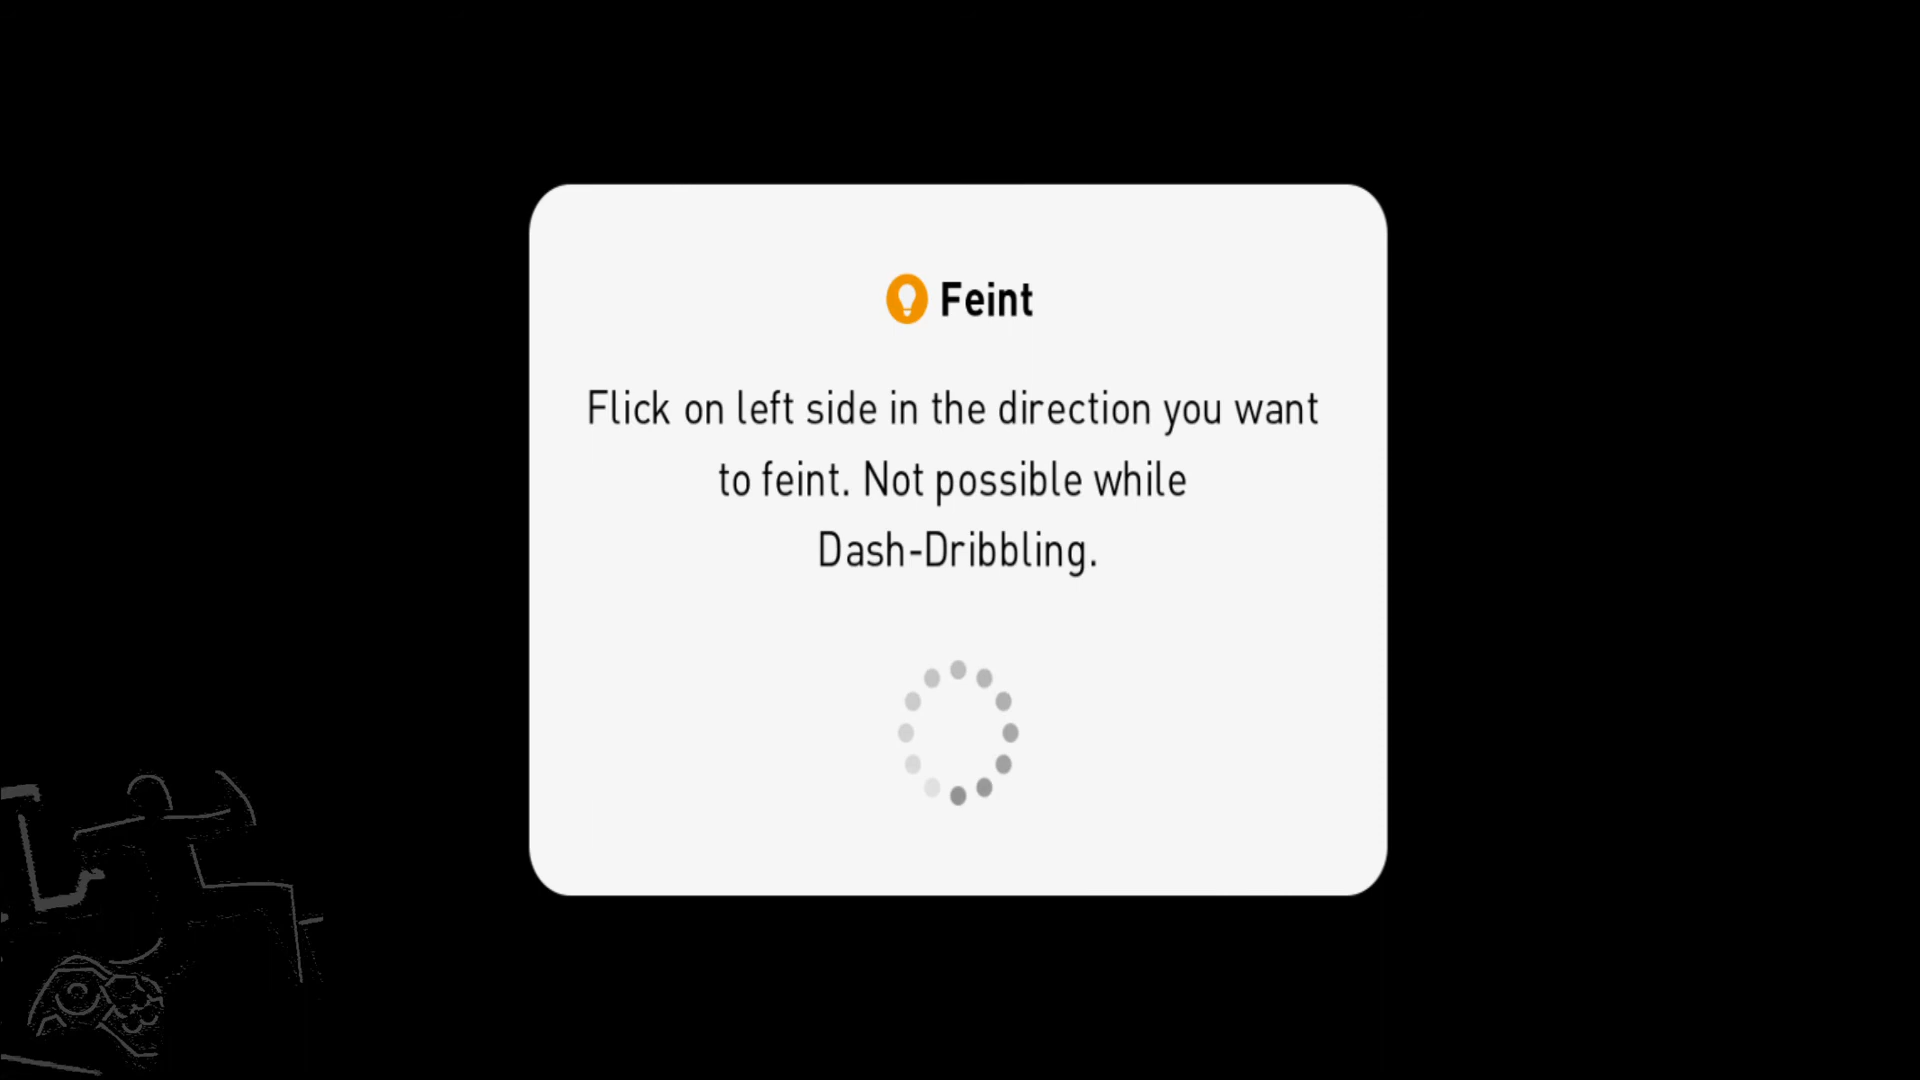 Feint
Flick on left side in the direction you want
to feint. Not possible while
Dash-Dribbling.